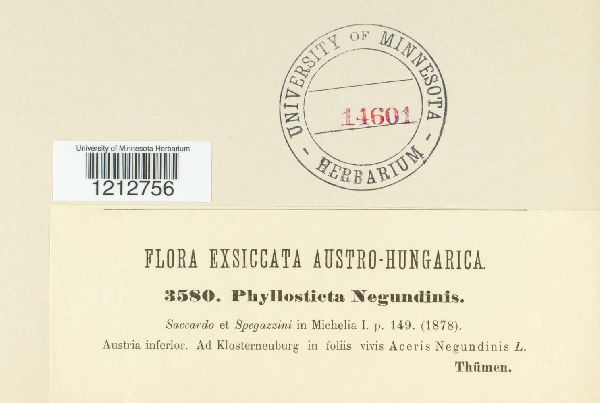 UNIVERSITY OF MINNESOTA
14601
- HERBARIUM -
University of Minnesota Herbarium
1212756
FLORA EXSICCATA AUSTRO-HUNGARICA.
3580. Phyllosticta Negundinis.
Saccardo et Spegazzini in Michelia I. p. 149. (1878).
Austria inferior. Ad Klosterneuburg in foliis vivis Aceris Negundinis L.
Thümen.